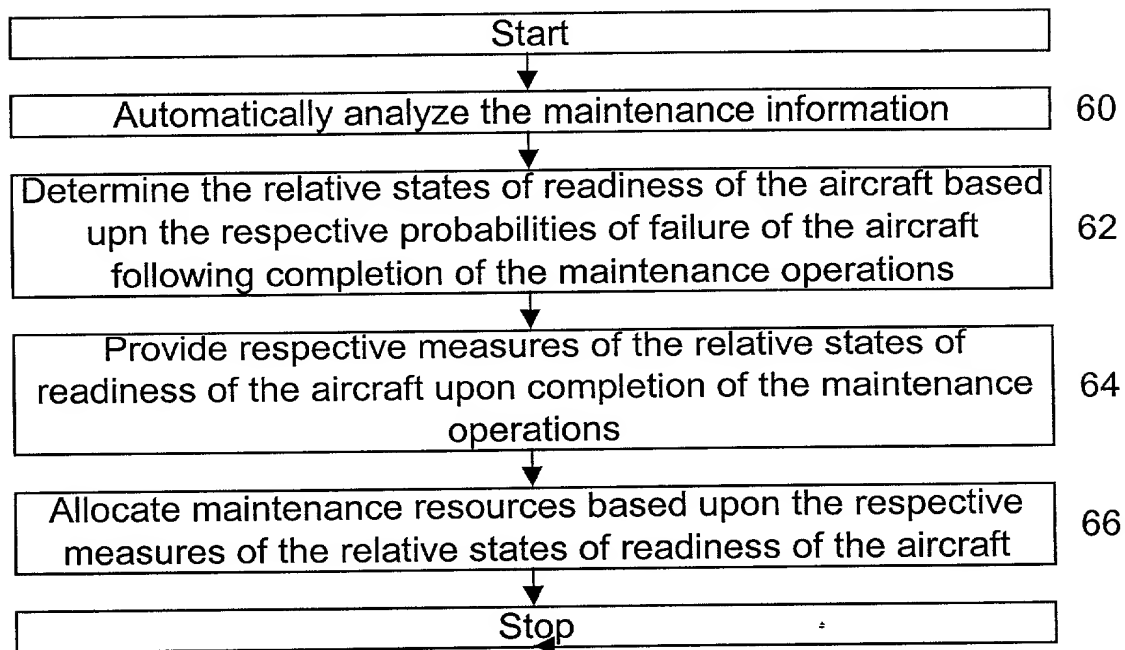 Start
Automatically analyze the maintenance information 60
Determine the relative states of readiness of the aircraft based
upn the respective probabilities of failure of the aircraft 62
following completion of the maintenance operations
Provide respective measures of the relative states of
readiness of the aircraft upon completion of the maintenance 64
operations
Allocate maintenance resources based upon the respective 66
measures of the relative states of readiness of the aircraft
Stop